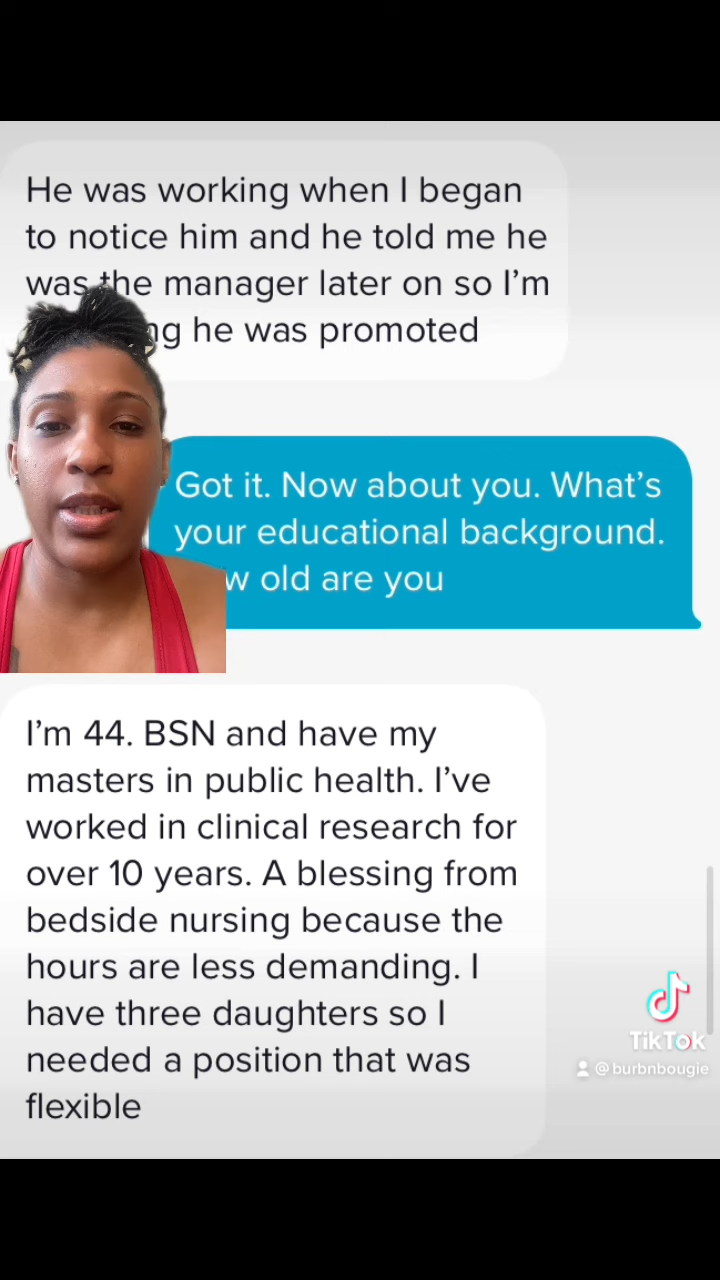 He was working when I began
to notice him and he told me he
was the manager later on so I'm
he was promoted
Got it. Now about you. What's
your educational background.
old are you
I'm 44. BSN and have my
masters in public health. I've
worked in clinical research for
over 10 years. A blessing from
bedside nursing because the
hours are less demanding. I
have three daughters so I
needed a position that was
flexible
TikTok
@burbnbougie